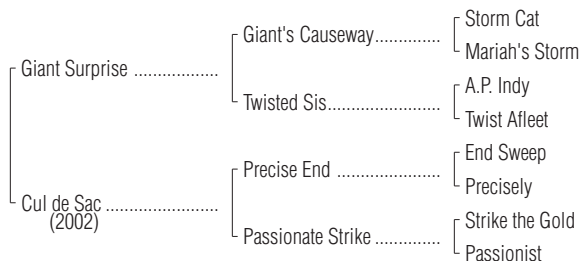 Storm Cat
Giant's Causeway..............
Mariah's Storm
Giant Surprise ..................
A.P. Indy
Twisted Sis........................
Twist Afleet
End Sweep
Precise End ......................
Precisely
Cul de Sac ........................
(2002)
Strike the Gold
Passionate Strike ..............
Passionist